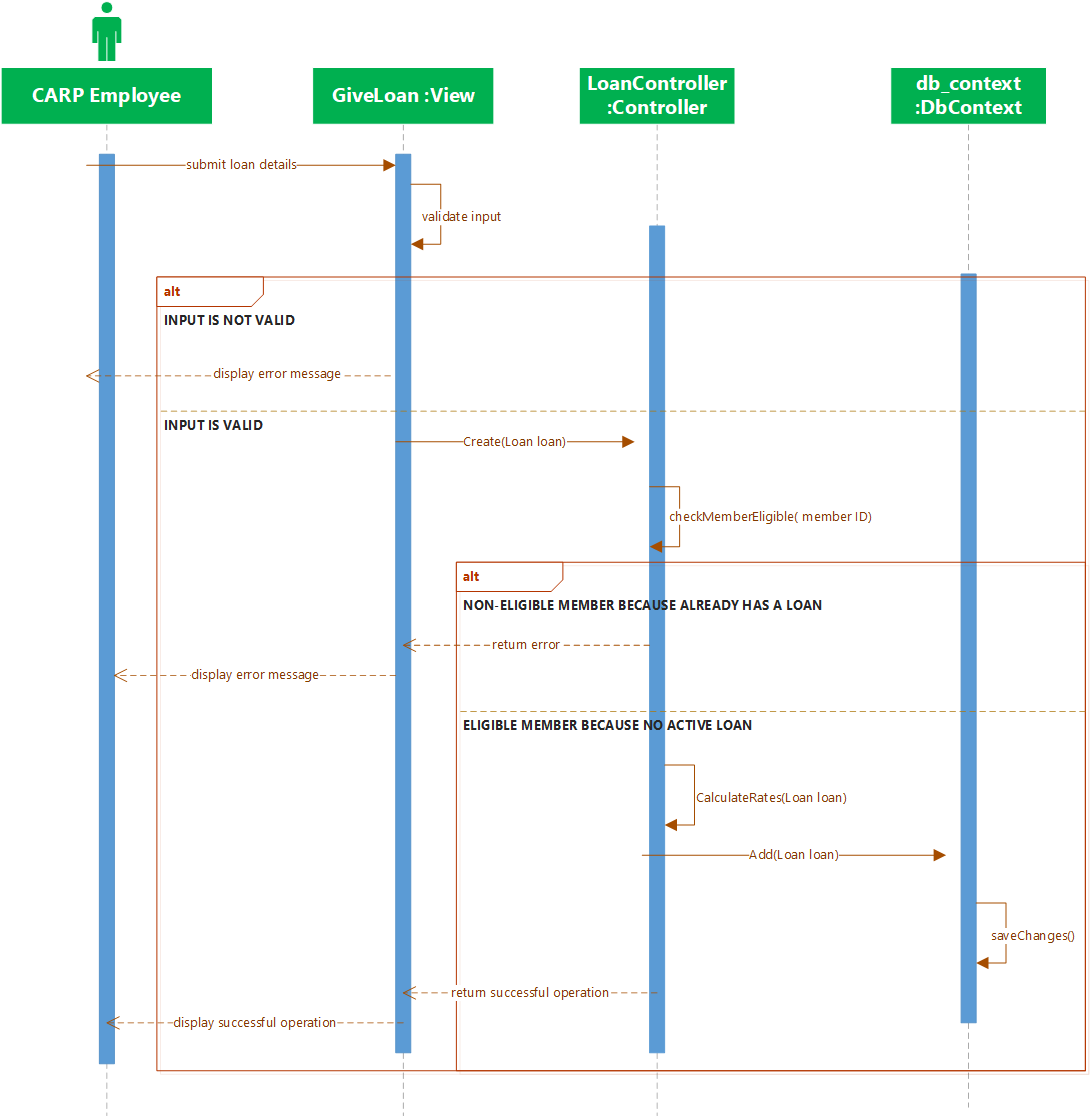 CARP Employee
GiveLoan :View
LoanController
:Controller
db_context
:DbContext
submit loan details
validate input
alt
INPUT IS NOT VALID
display error message
INPUT IS VALID
Create(Loan loan)
checkMemberEligible( member ID)
alt
NON-ELIGIBLE MEMBER BECAUSE ALREADY HAS A LOAN
return error
display error message
ELIGIBLE MEMBER BECAUSE NO ACTIVE LOAN
CalculateRates(Loan loan)
Add(Loan loan)
saveChanges()
return successful operation
display successful operation